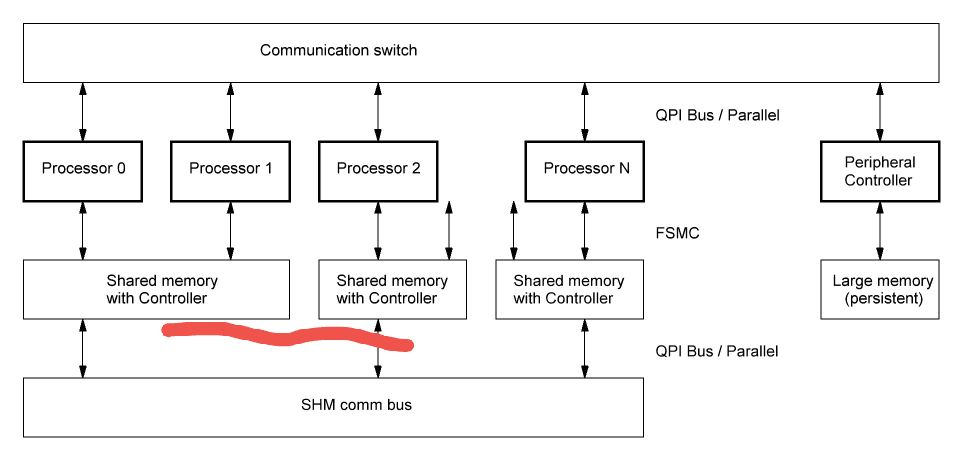 Communication switch
QPI Bus / Parallel
Processor 0
Processor 1
Processor 2
Processor N
Peripheral
Controller
FSMC
Shared memory
with Controller
Shared memory
with Controller
Shared memory
with Controller
Large memory
(persistent)
QPI Bus / Parallel
SHM comm bus